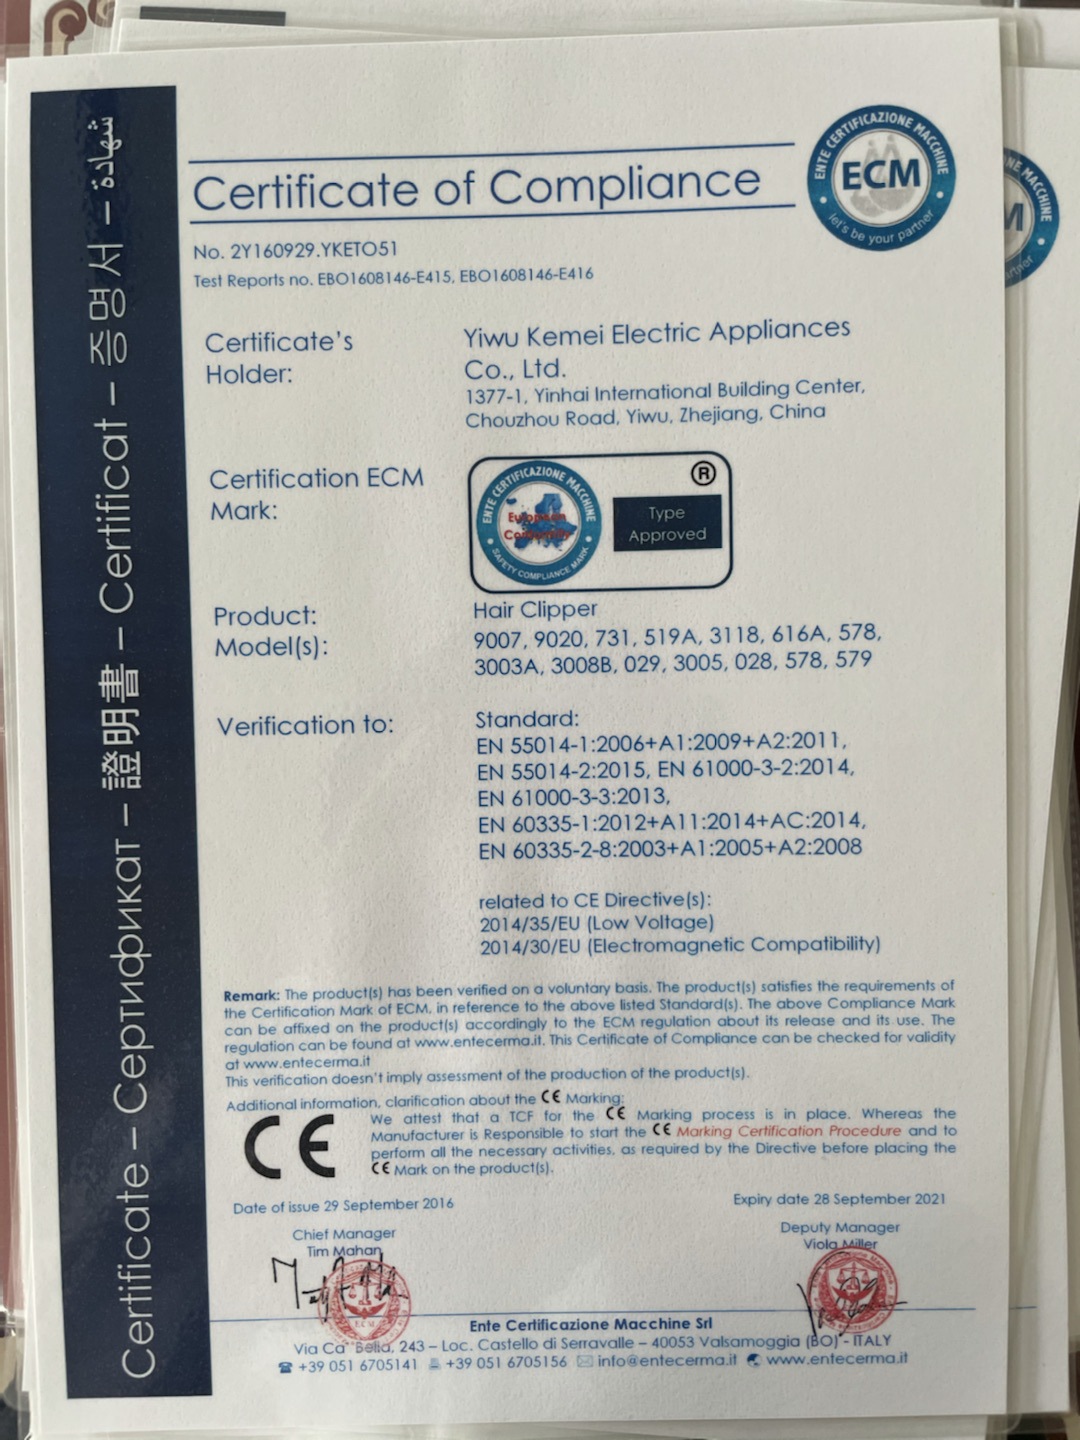 Certificate – Сертификат – 證明書 – Certificat – 증명서 – شهادة
Certificate of Compliance
ENTE CERTIFICAZIONE MACCHINE
ECM
let's be your partner
No. 2Y160929.YKETO51
Test Reports no. EBO1608146-E415, EBO1608146-E416
Certificate's
Holder:
Yiwu Kemei Electric Appliances
Co., Ltd.
1377-1, Yinhai International Building Center,
Chouzhou Road, Yiwu, Zhejiang, China
Certification ECM
Mark:
ENTE CERTIFICAZIONE MACCHINE
European
Conformity
SAFETY COMPLIANCE MARK
®
Type
Approved
Product:
Hair Clipper
Model(s):
9007, 9020, 731, 519A, 3118, 616A, 578,
3003A, 3008B, 029, 3005, 028, 578, 579
Verification to:
Standard:
EN 55014-1:2006+A1:2009+A2:2011,
EN 55014-2:2015, EN 61000-3-2:2014,
EN 61000-3-3:2013,
EN 60335-1:2012+A11:2014+AC:2014,
EN 60335-2-8:2003+A1:2005+A2:2008
related to CE Directive(s):
2014/35/EU (Low Voltage)
2014/30/EU (Electromagnetic Compatibility)
Remark: The product(s) has been verified on a voluntary basis. The product(s) satisfies the requirements of
the Certification Mark of ECM, in reference to the above listed Standard(s). The above Compliance Mark
can be affixed on the product(s) accordingly to the ECM regulation about its release and its use. The
regulation can be found at www.entecerma.it. This Certificate of Compliance can be checked for validity
at www.entecerma.it
This verification doesn't imply assessment of the production of the product(s).
Additional information, clarification about the CE Marking:
CE
We attest that a TCF for the CE Marking process is in place. Whereas the
Manufacturer is Responsible to start the CE Marking Certification Procedure and to
perform all the necessary activities, as required by the Directive before placing the
CE Mark on the product(s).
Date of issue 29 September 2016
Expiry date 28 September 2021
Chief Manager
Tim Mahan
Deputy Manager
Viola Miller
ECM
Ente Certificazione Macchine Srl
Via Ca' Bella, 243 – Loc. Castello di Serravalle – 40053 Valsamoggia (BO) - ITALY
+39 051 6705141 +39 051 6705156 info@entecerma.it www.entecerma.it